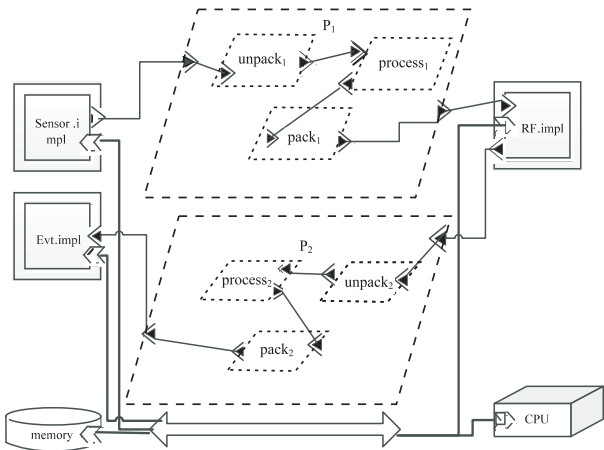 P1
unpack1
process1
Sensor .i
mpl
pack1
RF.impl
Evt.impl
P2
process2
unpack2
pack2
memory
CPU